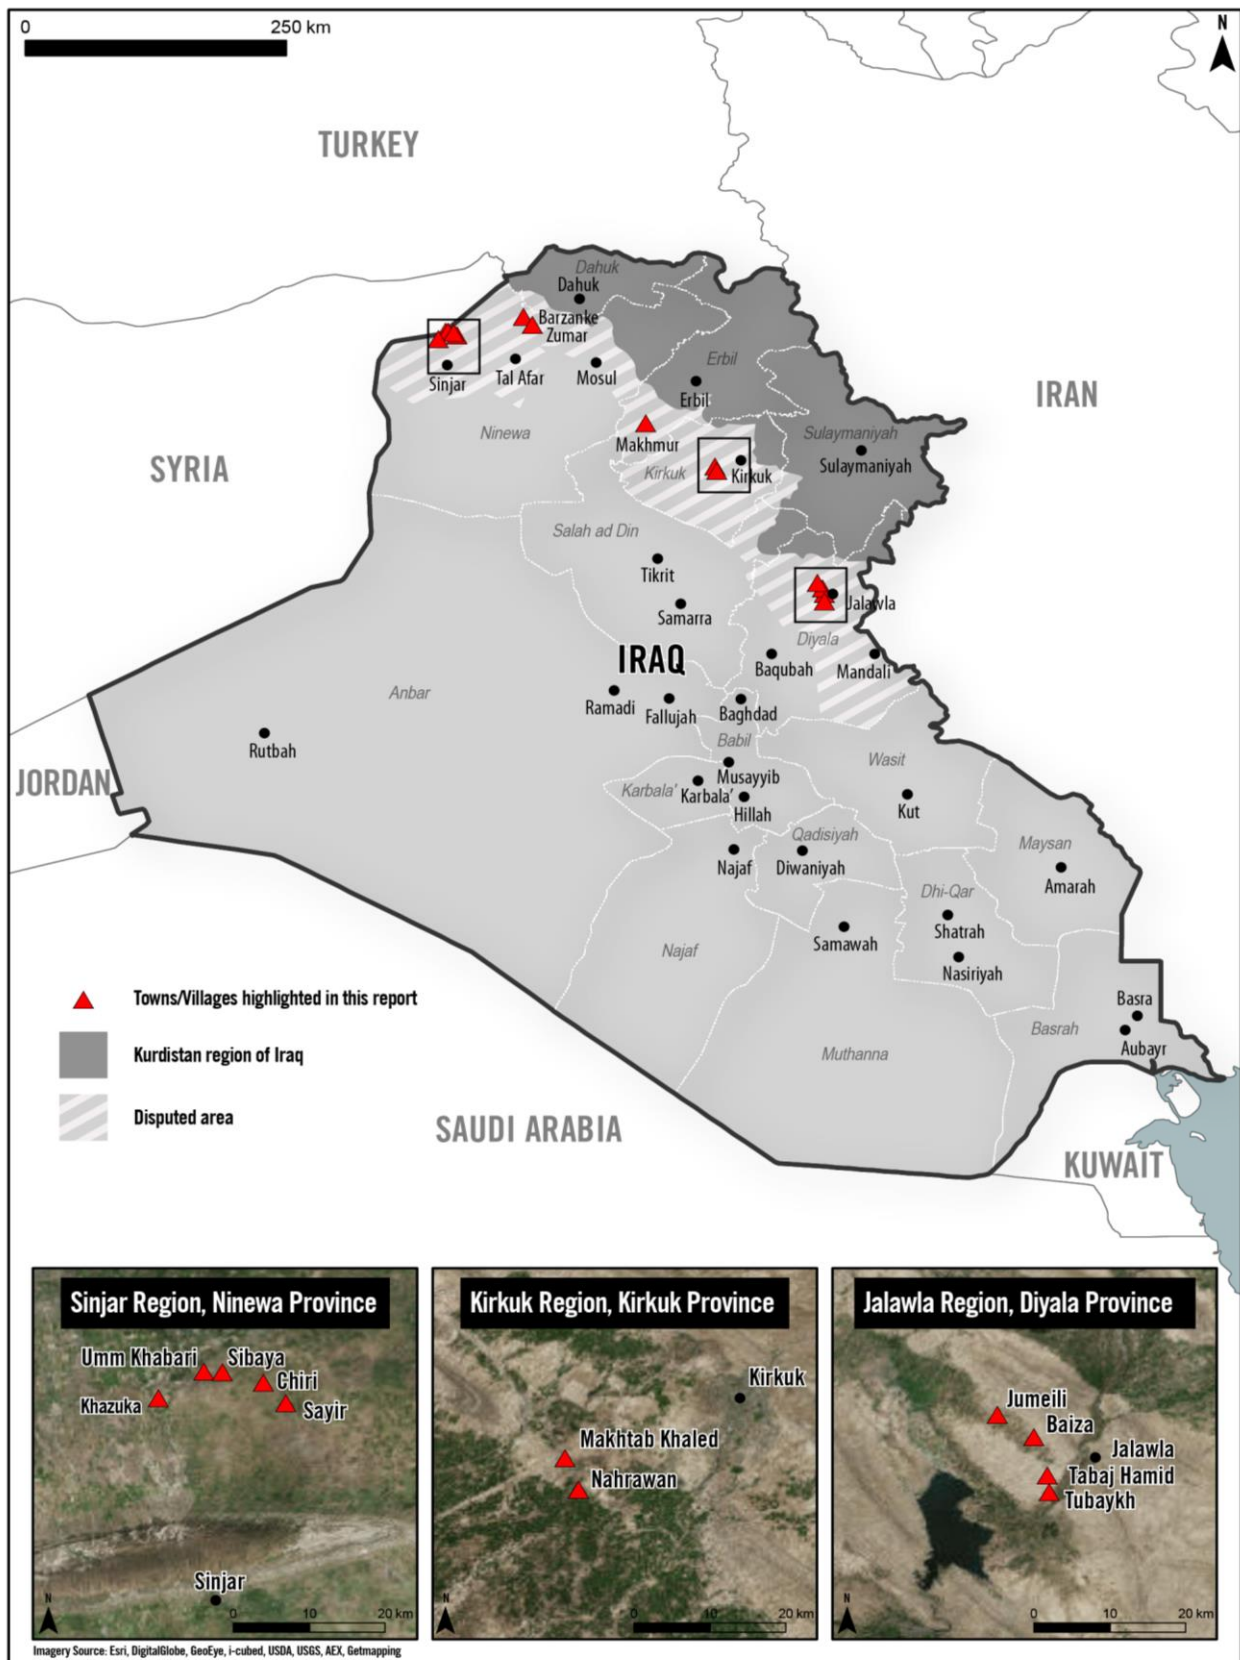 0 250 km
N
TURKEY
Dahuk
Dahuk
Barzanke
Zumar
Erbil
Sinjar
Tal Afar
Mosul
Erbil
IRAN
Ninewa
Makhmur
Sulaymaniyah
SYRIA
Kirkuk
Kirkuk
Sulaymaniyah
Salah ad Din
Tikrit
Samarra
Jalawla
Diyala
IRAQ
Baqubah
Mandali
Anbar
Ramadi
Fallujah
Baghdad
Rutbah
Babil
Wasit
JORDAN
Musayyib
Karbala'
Karbala'
Hillah
Kut
Qadisiyah
Maysan
Najaf
Diwaniyah
Amarah
Dhi-Qar
Shatrah
Samawah
Najaf
Nasiriyah
Towns/Villages highlighted in this report
Basra
Basrah
Aubayr
Kurdistan region of Iraq
Muthanna
Disputed area
SAUDI ARABIA
KUWAIT
Sinjar Region, Ninewa Province
Umm Khabari
Sibaya
Chiri
Khazuka
Sayir
Sinjar
N
0 10 20 km
Kirkuk Region, Kirkuk Province
Kirkuk
Makhtab Khaled
Nahrawan
N
0 10 20 km
Jalawla Region, Diyala Province
Jumeili
Baiza
Jalawla
Tabaj Hamid
Tubaykh
N
0 10 20 km
Imagery Source: Esri, DigitalGlobe, GeoEye, i-cubed, USDA, USGS, AEX, Getmapping